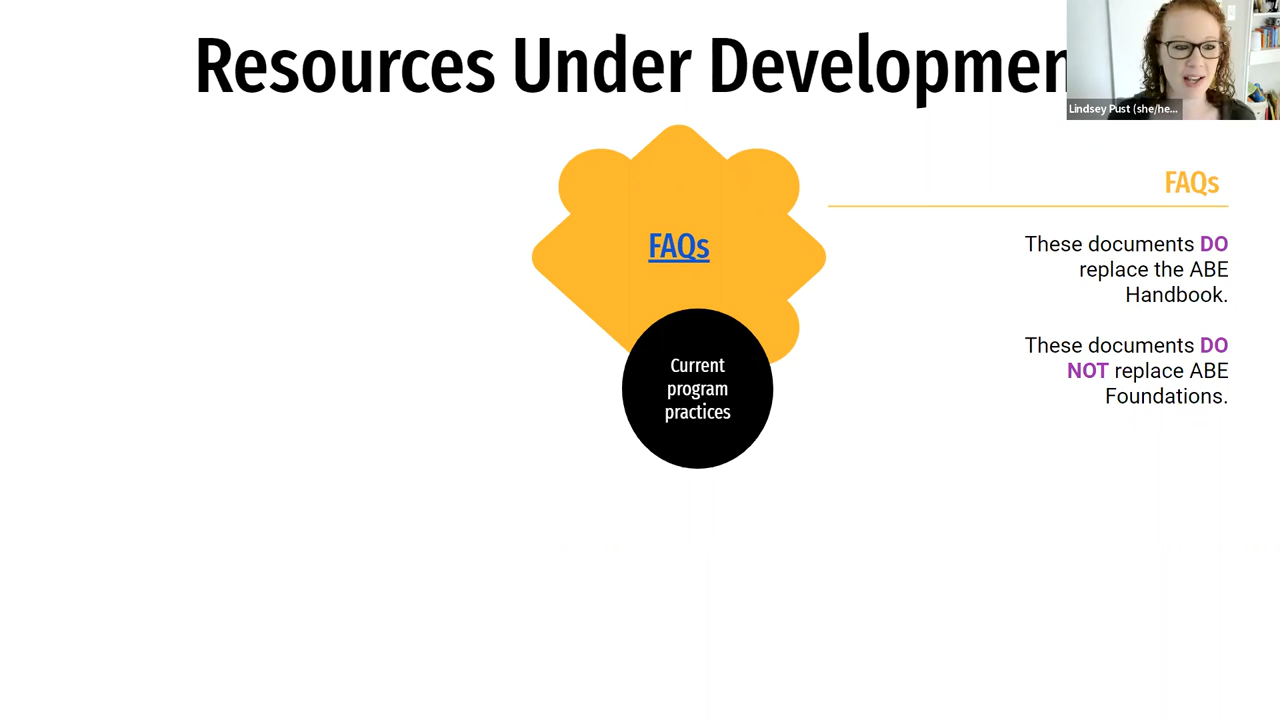 Resources Under Developmen
Lindsey Pust (she/he...
FAQs
FAQs
These documents DO
replace the ABE
Handbook.
These documents DO
NOT replace ABE
Foundations.
Current
program
practices